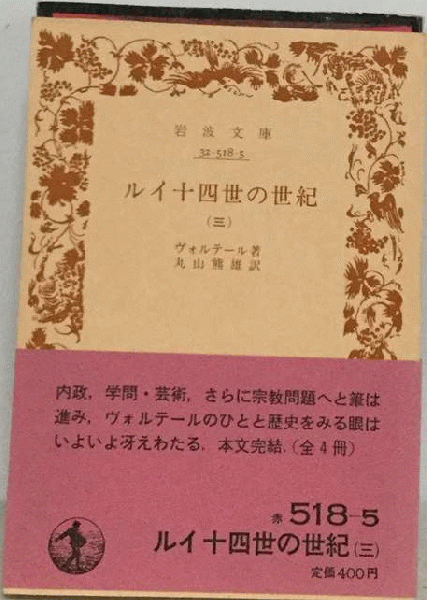 岩波文庫
32-518-5
ルイ十四世の世紀
(三)
ヴォルテール著
丸山熊雄訳
内政，学問・芸術，さらに宗教問題へと筆は
進み，ヴォルテールのひとと歴史をみる眼は
いよいよ冴えわたる．本文完結．(全4冊)
赤 518-5
ルイ十四世の世紀(三)
定価400円